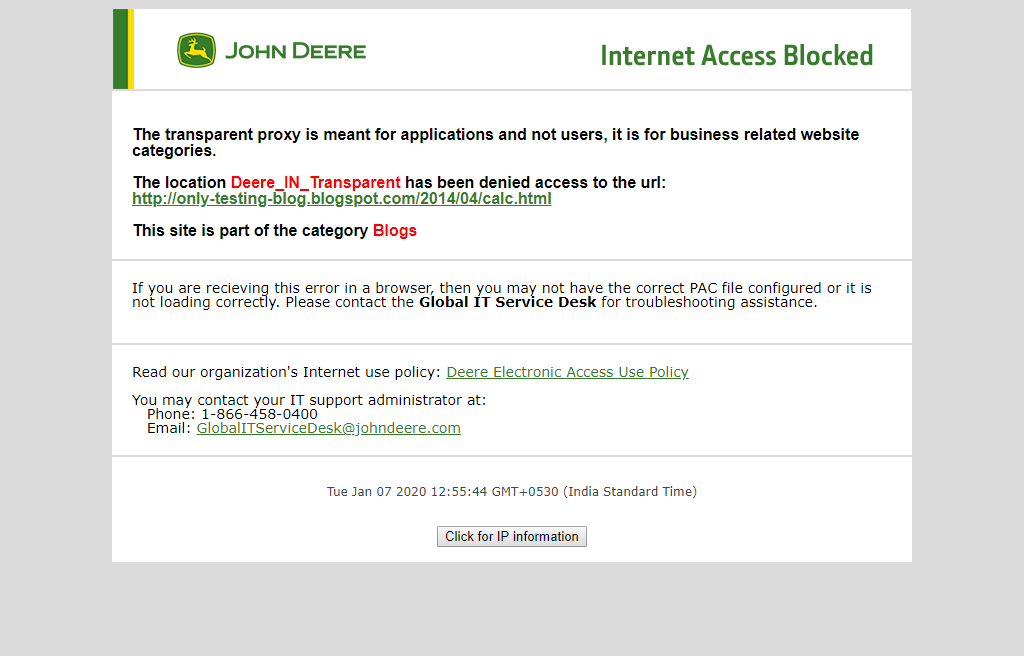 JOHN DEERE
Internet Access Blocked
The transparent proxy is meant for applications and not users, it is for business related website
categories.
The location Deere_IN_Transparent has been denied access to the url:
http://only-testing-blog.blogspot.com/2014/04/calc.html
This site is part of the category Blogs
If you are recieving this error in a browser, then you may not have the correct PAC file configured or it is
not loading correctly. Please contact the Global IT Service Desk for troubleshooting assistance.
Read our organization's Internet use policy: Deere Electronic Access Use Policy
You may contact your IT support administrator at:
Phone: 1-866-458-0400
Email: GlobalITServiceDesk@johndeere.com
Tue Jan 07 2020 12:55:44 GMT+0530 (India Standard Time)
Click for IP information